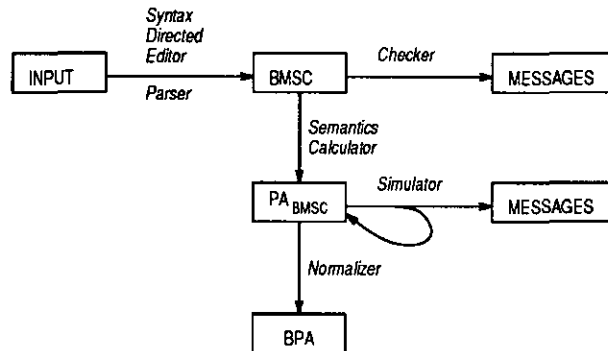 Syntax
Directed
Editor
INPUT
Parser
BMSC
Checker
MESSAGES
Semantics
Calculator
PA BMSC
Simulator
MESSAGES
Normalizer
BPA